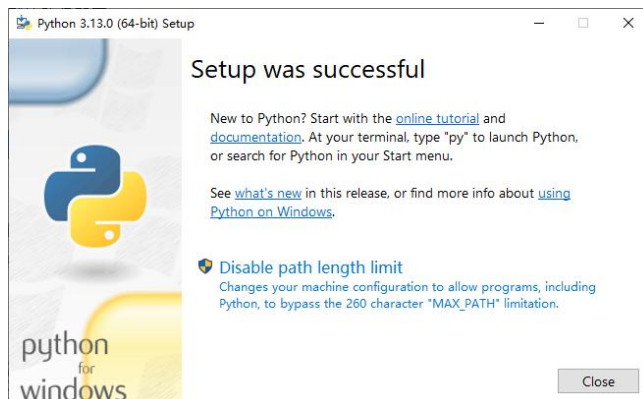 Python 3.13.0 (64-bit) Setup
Setup was successful
New to Python? Start with the online tutorial and
documentation. At your terminal, type "py" to launch Python,
or search for Python in your Start menu.
See what's new in this release, or find more info about using
Python on Windows.
Disable path length limit
Changes your machine configuration to allow programs, including
Python, to bypass the 260 character "MAX_PATH" limitation.
python
for
windows
Close